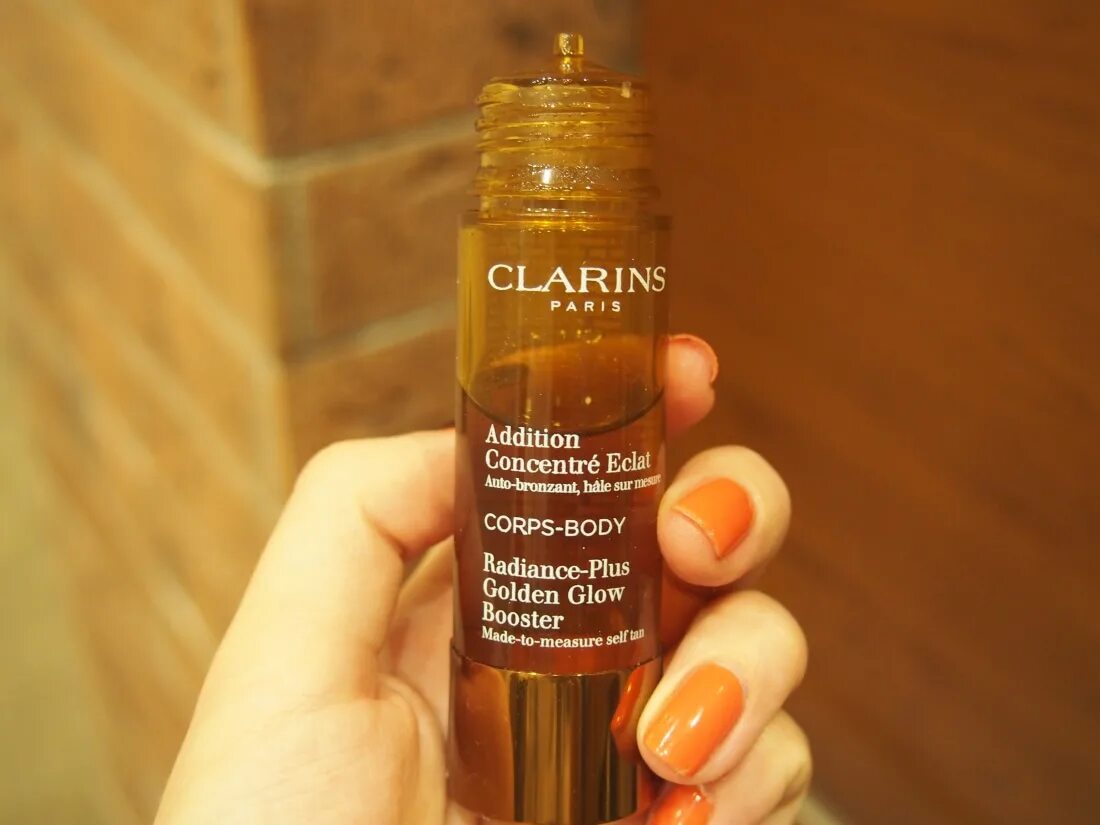 CLARINS
PARIS
Addition
Concentré Eclat
Auto-bronzant, hâle sur mesure
CORPS-BODY
Radiance-Plus
Golden Glow
Booster
Made-to-measure self tan